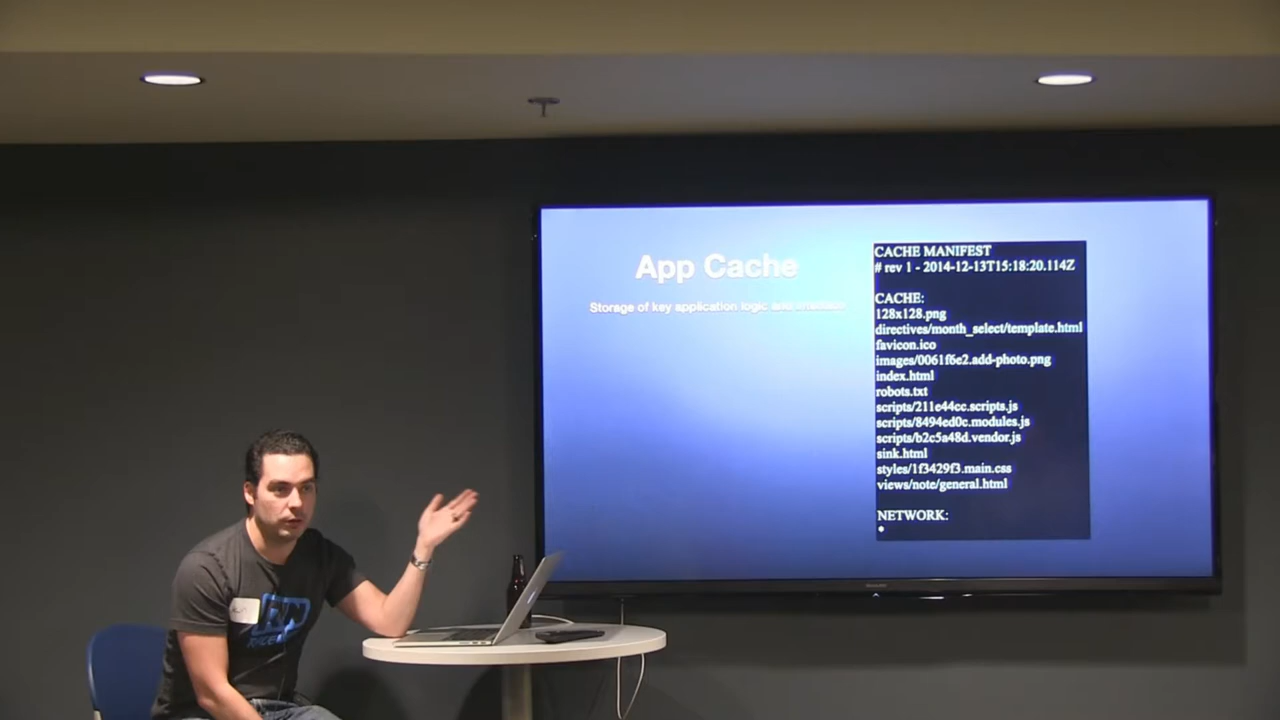 App Cache
Storage of key application logic and interface
CACHE MANIFEST
# rev 1 - 2014-12-13T15:18:20.114Z
CACHE:
128x128.png
directives/month_select/template.html
favicon.ico
images/0061f6e2.add-photo.png
index.html
robots.txt
scripts/211e44cc.scripts.js
scripts/8494ed0c.modules.js
scripts/b2c5a48d.vendor.js
sink.html
styles/1f3429f3.main.css
views/note/general.html
NETWORK:
*